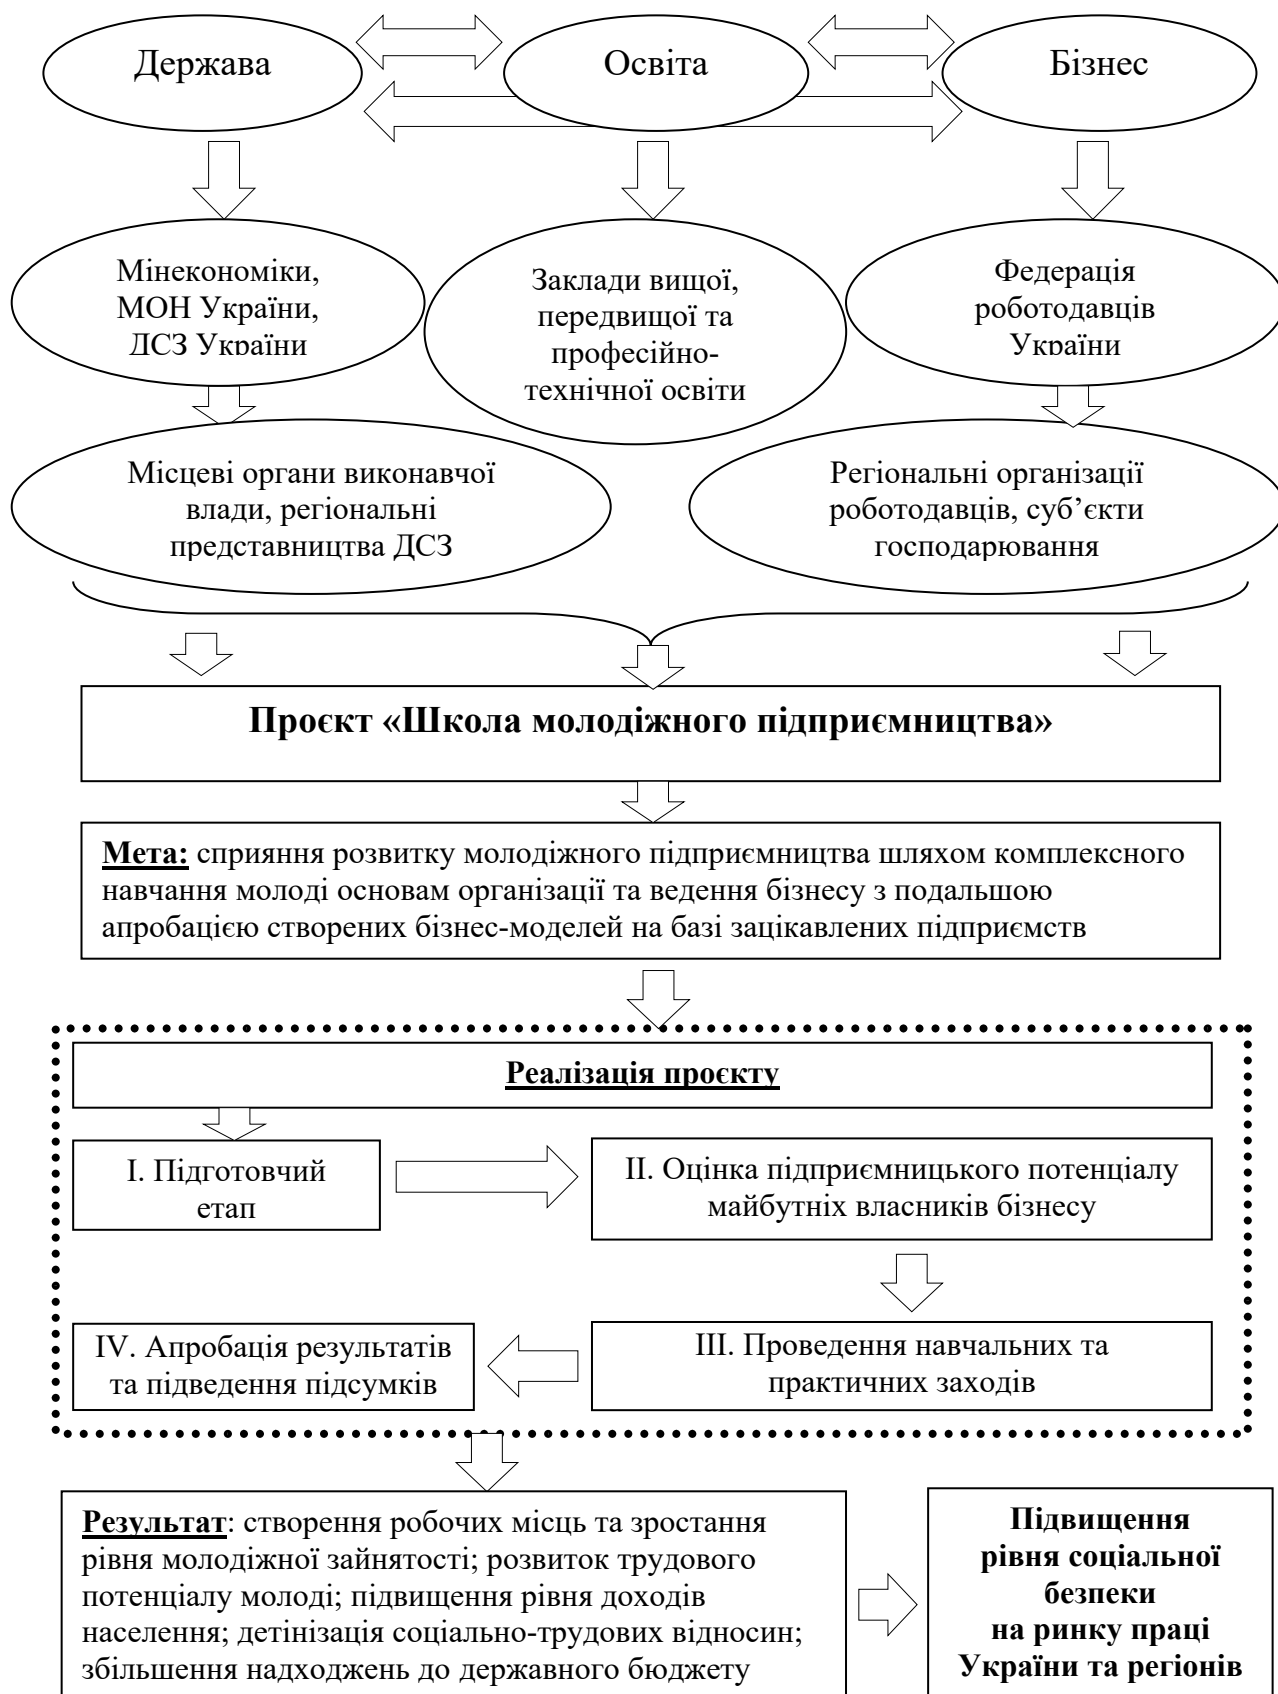 Держава
Освіта
Бізнес
Мінекономіки,
МОН України,
ДСЗ України
Заклади вищої,
передвищої та
професійно-
технічної освіти
Федерація
роботодавців
України
Місцеві органи виконавчої
влади, регіональні
представництва ДСЗ
Регіональні організації
роботодавців, суб’єкти
господарювання
Проєкт «Школа молодіжного підприємництва»
Мета: сприяння розвитку молодіжного підприємництва шляхом комплексного
навчання молоді основам організації та ведення бізнесу з подальшою
апробацією створених бізнес-моделей на базі зацікавлених підприємств
Реалізація проєкту
І. Підготовчий
етап
ІІ. Оцінка підприємницького потенціалу
майбутніх власників бізнесу
IV. Апробація результатів
та підведення підсумків
ІІІ. Проведення навчальних та
практичних заходів
Результат: створення робочих місць та зростання
рівня молодіжної зайнятості; розвиток трудового
потенціалу молоді; підвищення рівня доходів
населення; детінізація соціально-трудових відносин;
збільшення надходжень до державного бюджету
Підвищення
рівня соціальної
безпеки
на ринку праці
України та регіонів